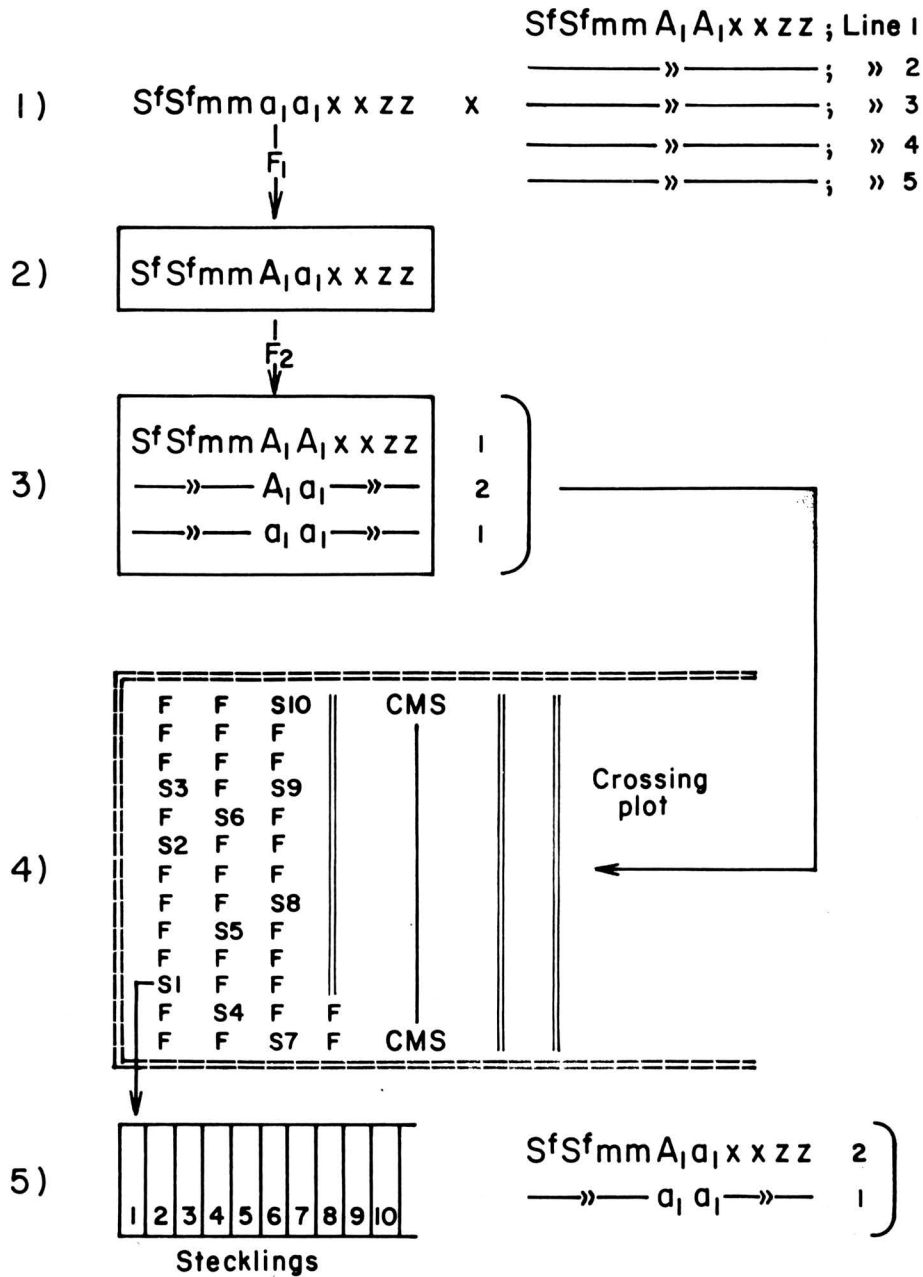 SfSfmmA1A1xxzz ; Line 1
» ; » 2
1) SfSfmma1a1xxzz x » ; » 3
» ; » 4
F1
» ; » 5
2) SfSfmmA1a1xxzz
F2
SfSfmmA1A1xxzz 1
3) » A1a1 » 2
» a1a1 » 1
F F S10 CMS
F F F
F F F
S3 F S9 Crossing
F S6 F plot
S2 F F
4) F F F
F F S8
F S5 F
F F F
S1 F F
F S4 F F
F F S7 F CMS
SfSfmmA1a1xxzz 2
5) » a1a1 » 1
1 2 3 4 5 6 7 8 9 10
Stecklings